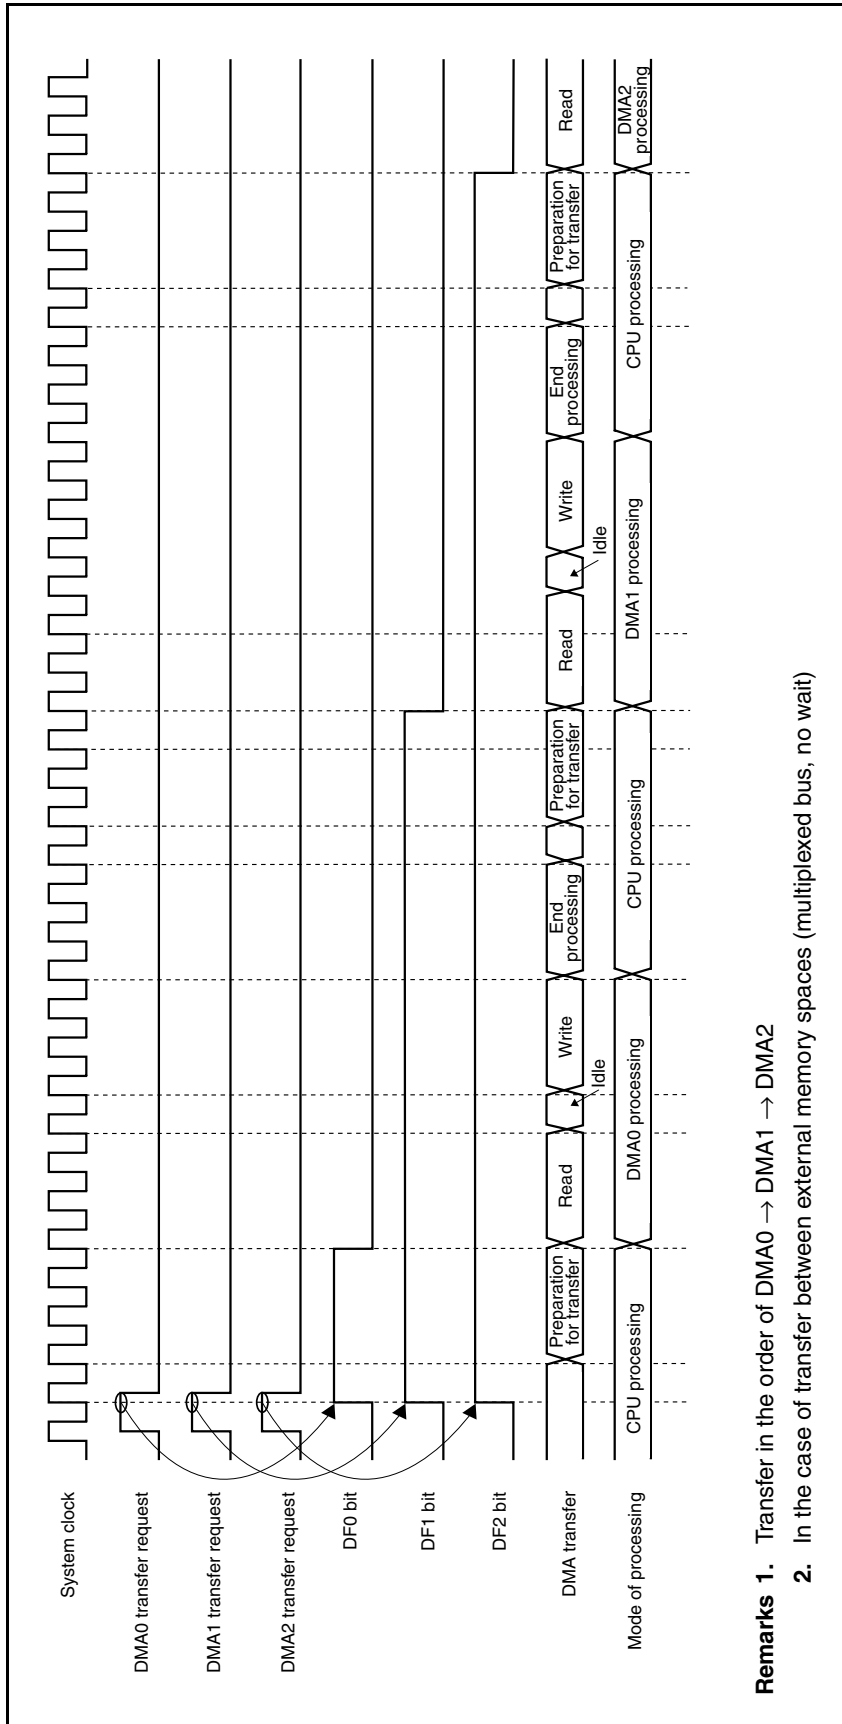 System clock
DMA0 transfer request
DMA1 transfer request
DMA2 transfer request
DF0 bit
DF1 bit
DF2 bit
DMA transfer
Preparation
for transfer
Read
Idle
Write
End
processing
Preparation
for transfer
Read
Idle
Write
End
processing
Preparation
for transfer
Read
Mode of processing
CPU processing
DMA0 processing
CPU processing
DMA1 processing
CPU processing
DMA2
processing
Remarks 1. Transfer in the order of DMA0 → DMA1 → DMA2
2. In the case of transfer between external memory spaces (multiplexed bus, no wait)